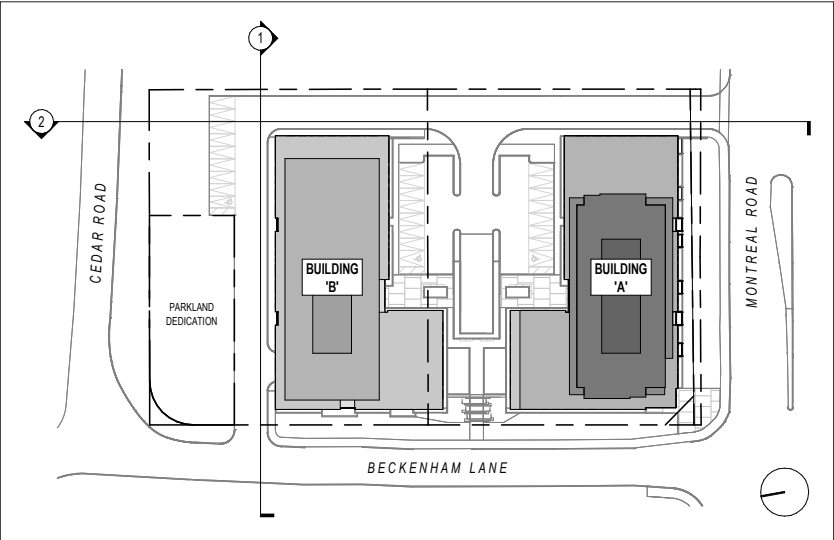 1
2
CEDAR ROAD
MONTREAL ROAD
BUILDING
'B'
BUILDING
'A'
PARKLAND
DEDICATION
BECKENHAM LANE